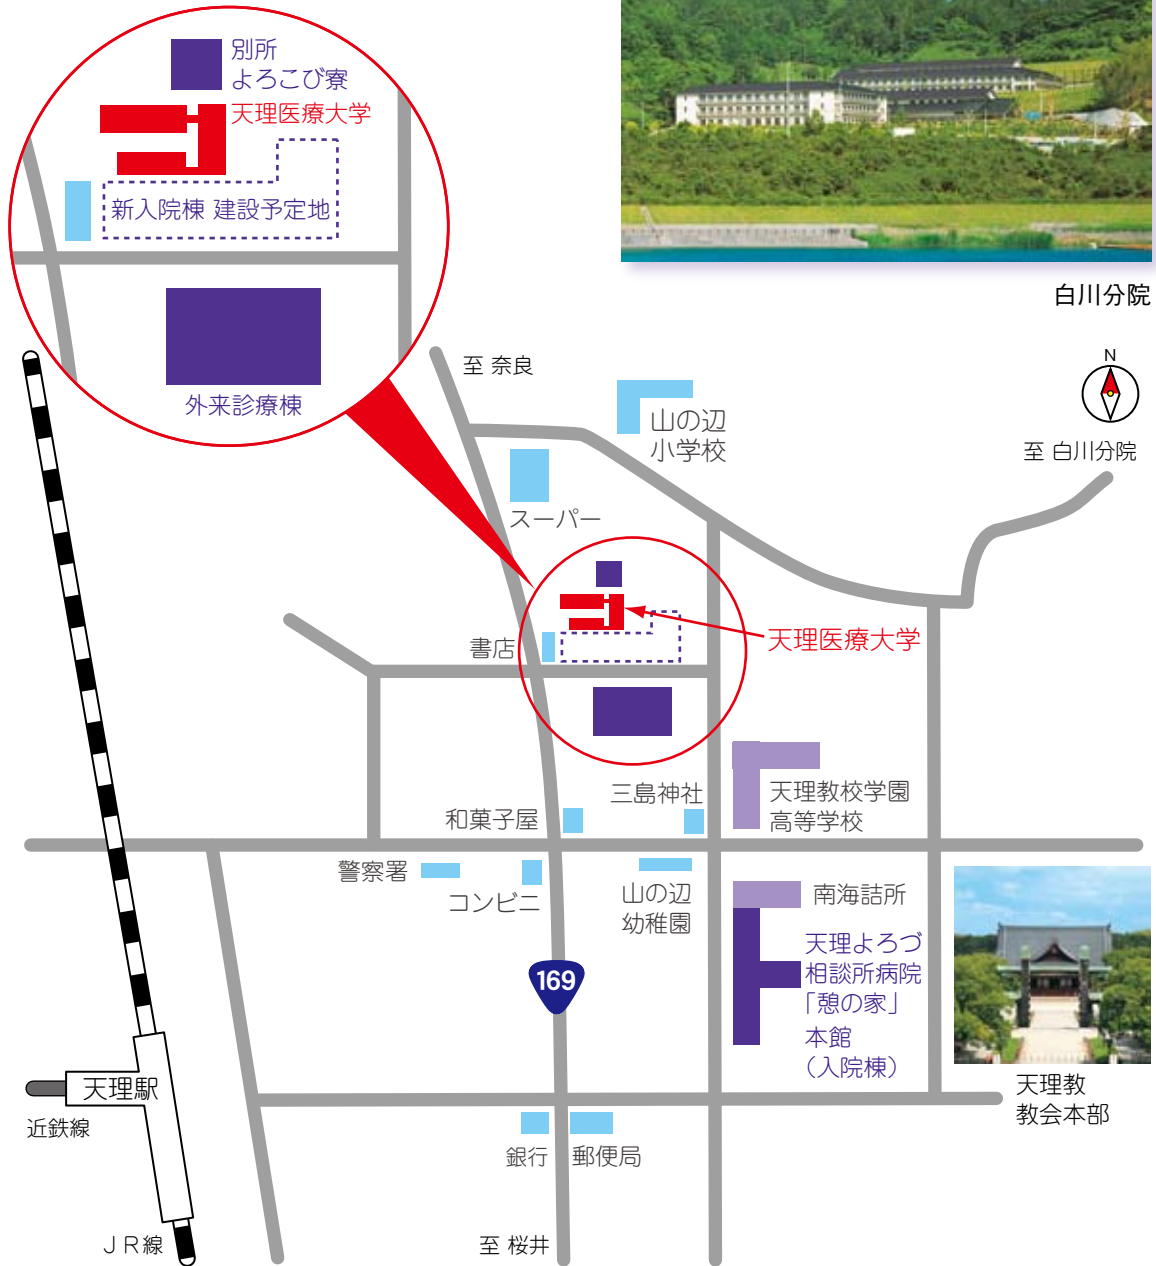 別所
よろこび寮
天理医療大学
新入院棟 建設予定地
外来診療棟
白川分院
至 奈良
N
山の辺
小学校
至 白川分院
スーパー
書店
天理医療大学
三島神社
天理教校学園
高等学校
和菓子屋
警察署
コンビニ
山の辺
幼稚園
南海詰所
天理よろづ
相談所病院
「憩の家」
本館
（入院棟）
169
天理駅
近鉄線
天理教
教会本部
銀行
郵便局
ＪＲ線
至 桜井